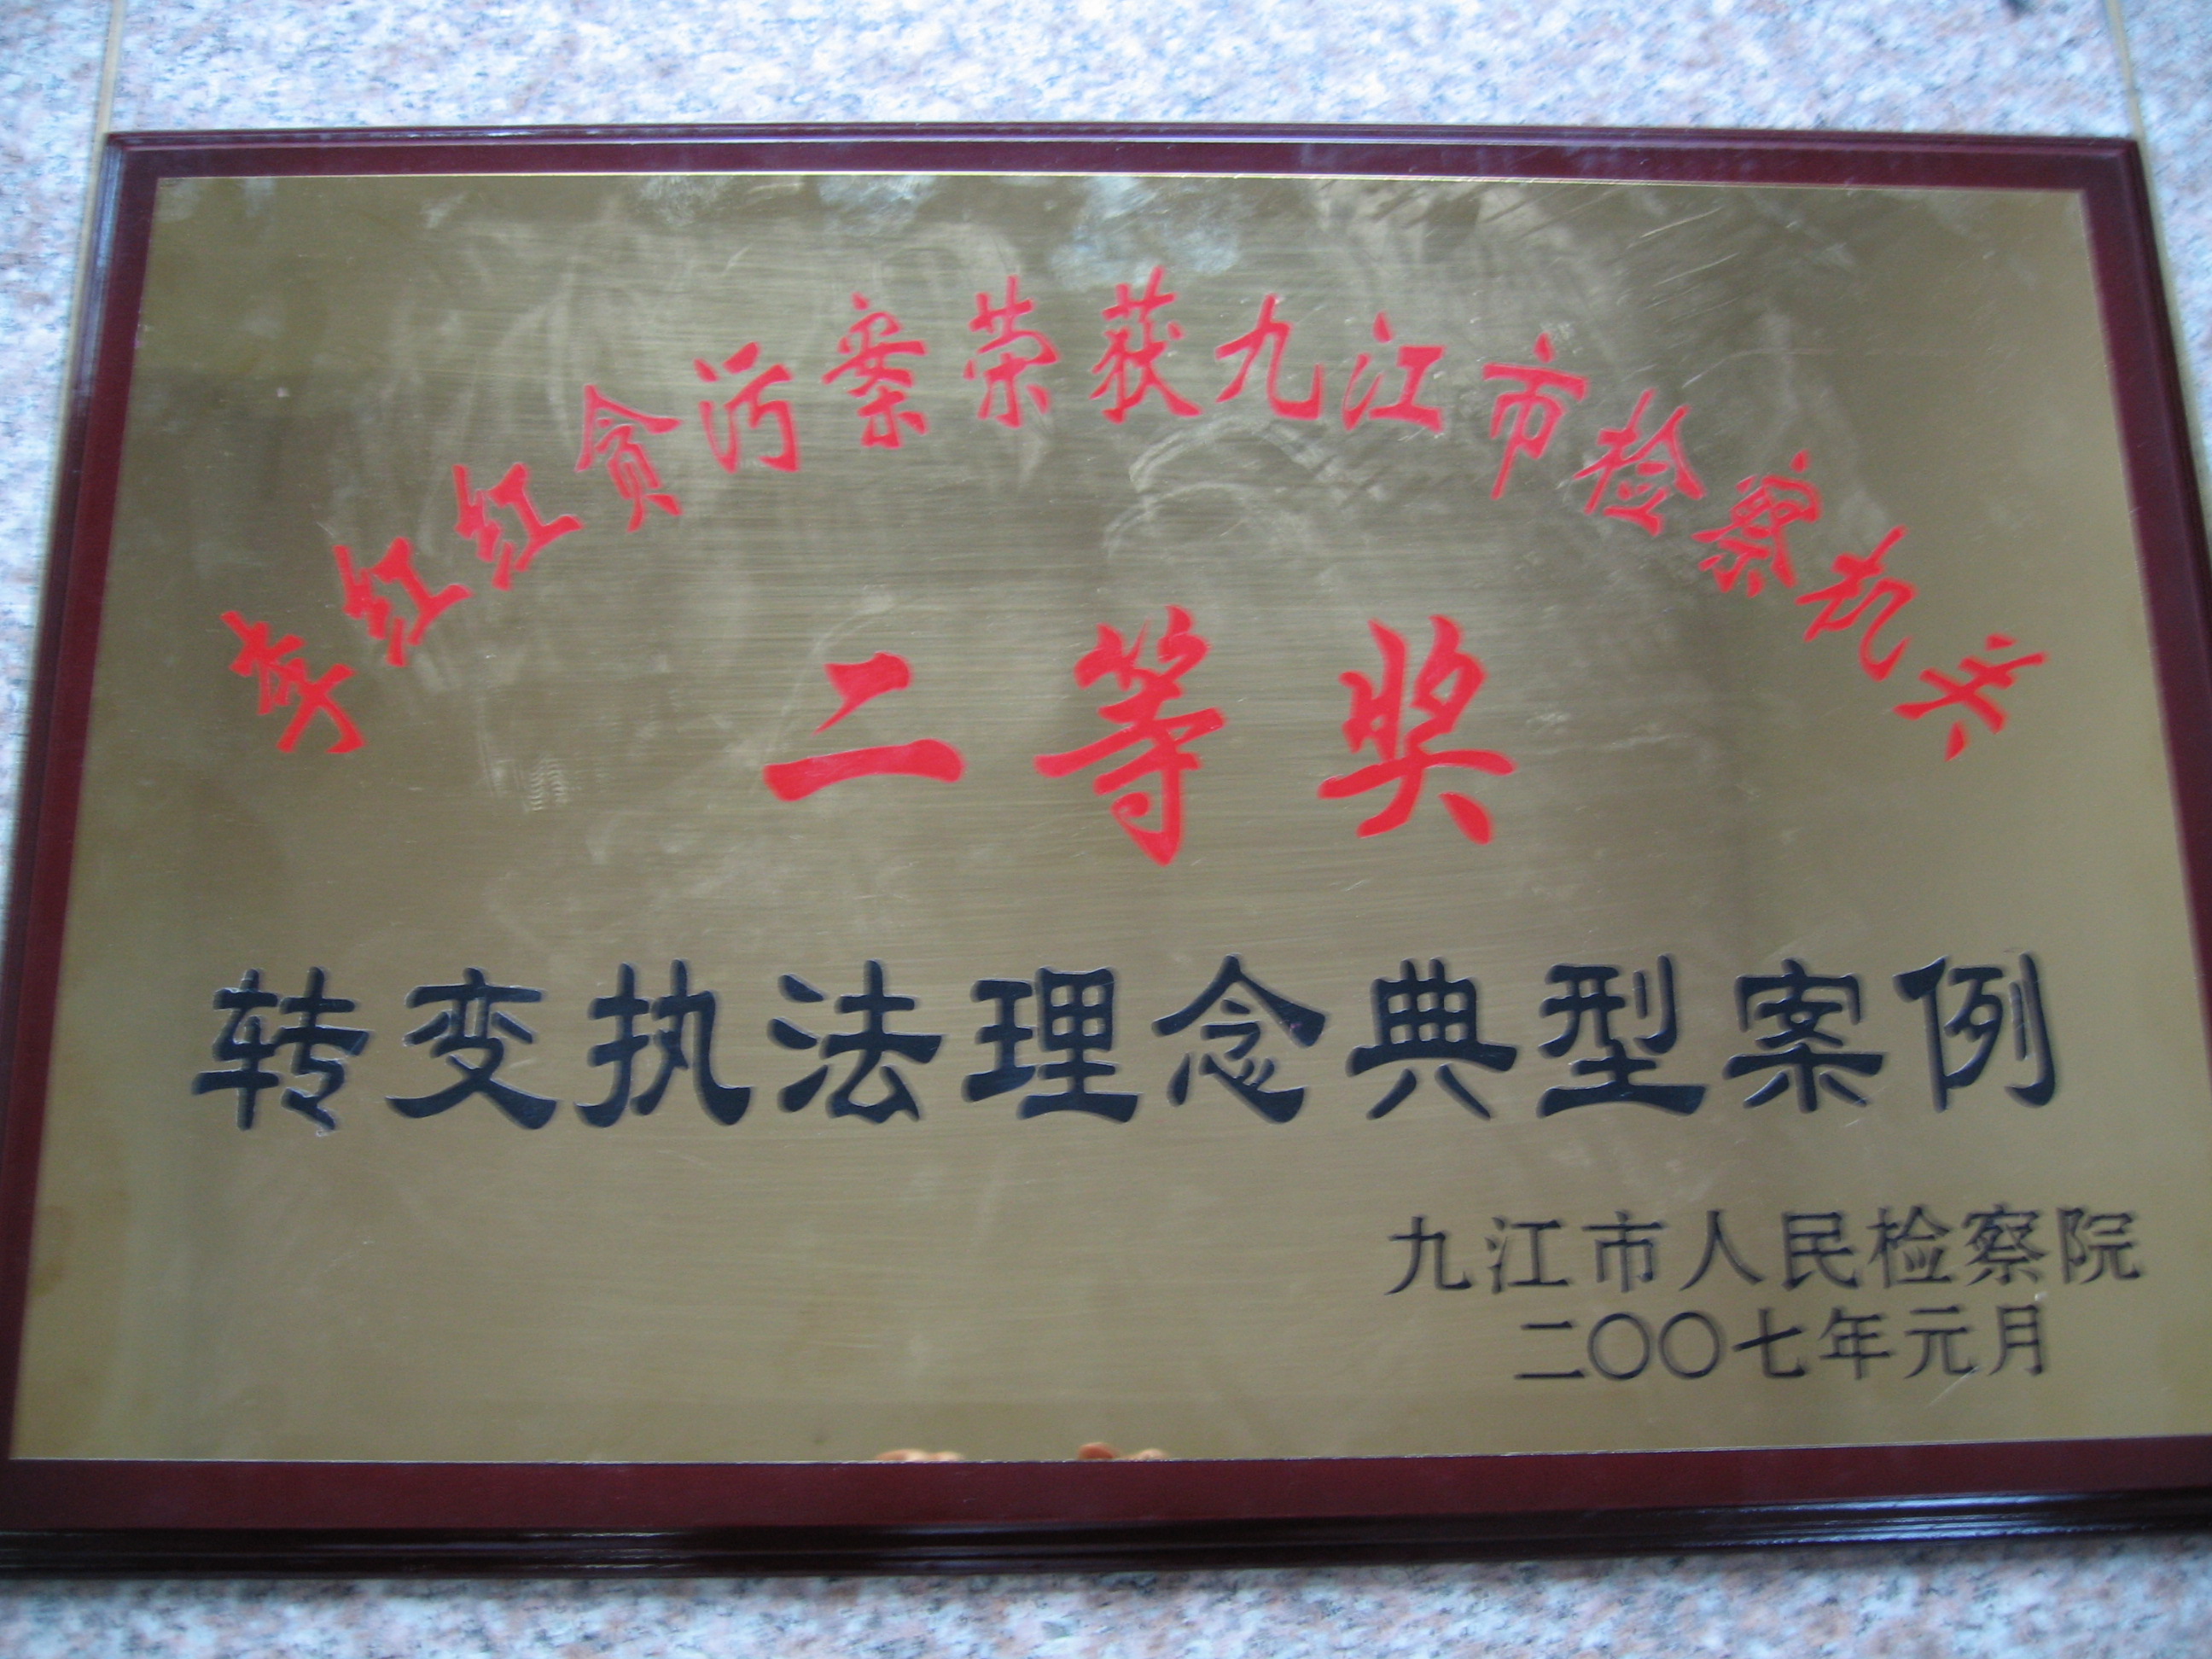 李红红贪污案荣获九江市检察机关
二等奖
转变执法理念典型案例
九江市人民检察院
二〇〇七年元月